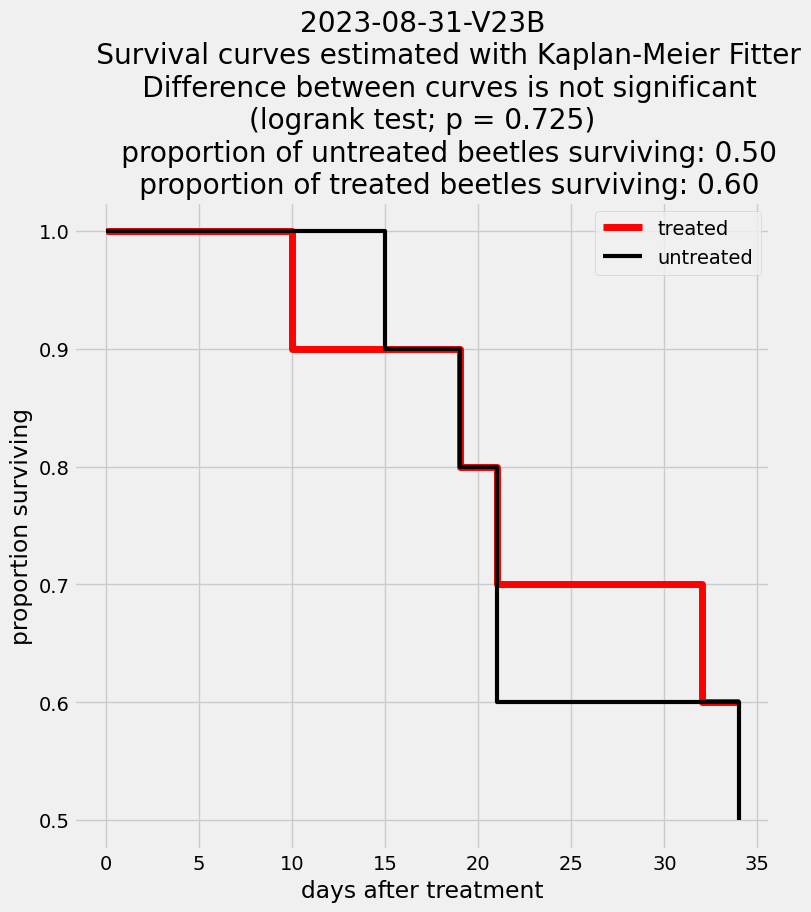 2023-08-31-V23B
Survival curves estimated with Kaplan-Meier Fitter
Difference between curves is not significant
(logrank test; p = 0.725)
proportion of untreated beetles surviving: 0.50
proportion of treated beetles surviving: 0.60
treated
untreated
1.0
0.9
0.8
0.7
0.6
0.5
proportion surviving
0 5 10 15 20 25 30 35
days after treatment